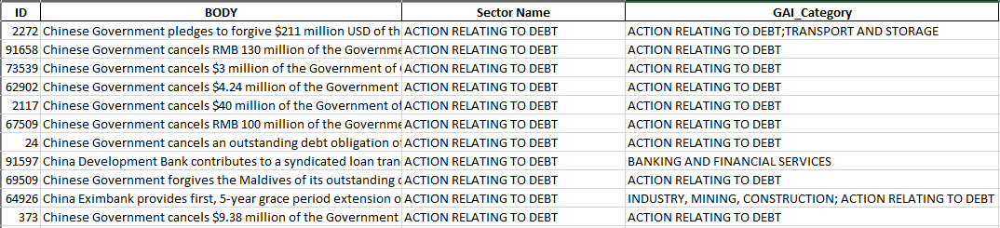 ID BODY Sector Name GAI_Category
2272 Chinese Government pledges to forgive $211 million USD of th ACTION RELATING TO DEBT ACTION RELATING TO DEBT;TRANSPORT AND STORAGE
91658 Chinese Government cancels RMB 130 million of the Governme ACTION RELATING TO DEBT ACTION RELATING TO DEBT
73539 Chinese Government cancels $3 million of the Government of ACTION RELATING TO DEBT ACTION RELATING TO DEBT
62902 Chinese Government cancels $4.24 million of the Government ACTION RELATING TO DEBT ACTION RELATING TO DEBT
2117 Chinese Government cancels $40 million of the Government of ACTION RELATING TO DEBT ACTION RELATING TO DEBT
67509 Chinese Government cancels RMB 100 million of the Governme ACTION RELATING TO DEBT ACTION RELATING TO DEBT
24 Chinese Government cancels an outstanding debt obligation o ACTION RELATING TO DEBT ACTION RELATING TO DEBT
91597 China Development Bank contributes to a syndicated loan tran ACTION RELATING TO DEBT BANKING AND FINANCIAL SERVICES
69509 Chinese Government forgives the Maldives of its outstanding ACTION RELATING TO DEBT ACTION RELATING TO DEBT
64926 China Eximbank provides first, 5-year grace period extension o ACTION RELATING TO DEBT INDUSTRY, MINING, CONSTRUCTION; ACTION RELATING TO DEBT
373 Chinese Government cancels $9.38 million of the Government ACTION RELATING TO DEBT ACTION RELATING TO DEBT